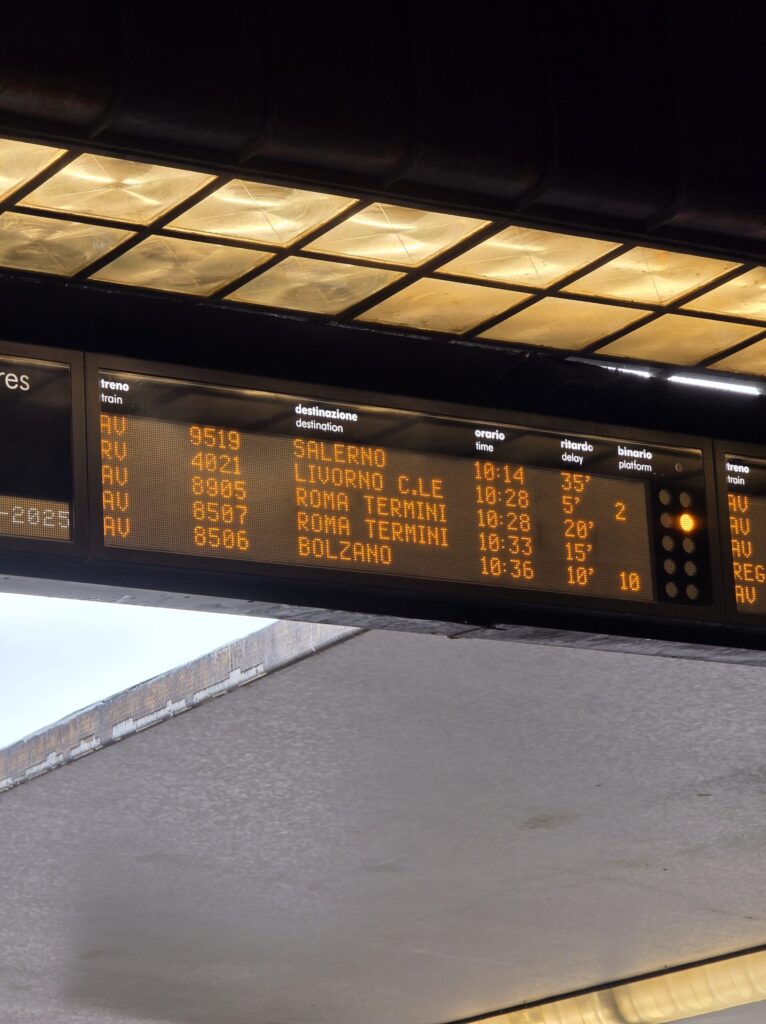 res
-2025
treno destinazione orario ritardo binario
train destination time delay platform
AV 9519 SALERNO 10:14 35'
RV 4021 LIVORNO C.LE 10:28 5' 2
AV 8905 ROMA TERMINI 10:28 20'
AV 8507 ROMA TERMINI 10:33 15'
AV 8506 BOLZANO 10:36 10' 10
treno
train
AV
AV
AV
REG
AV